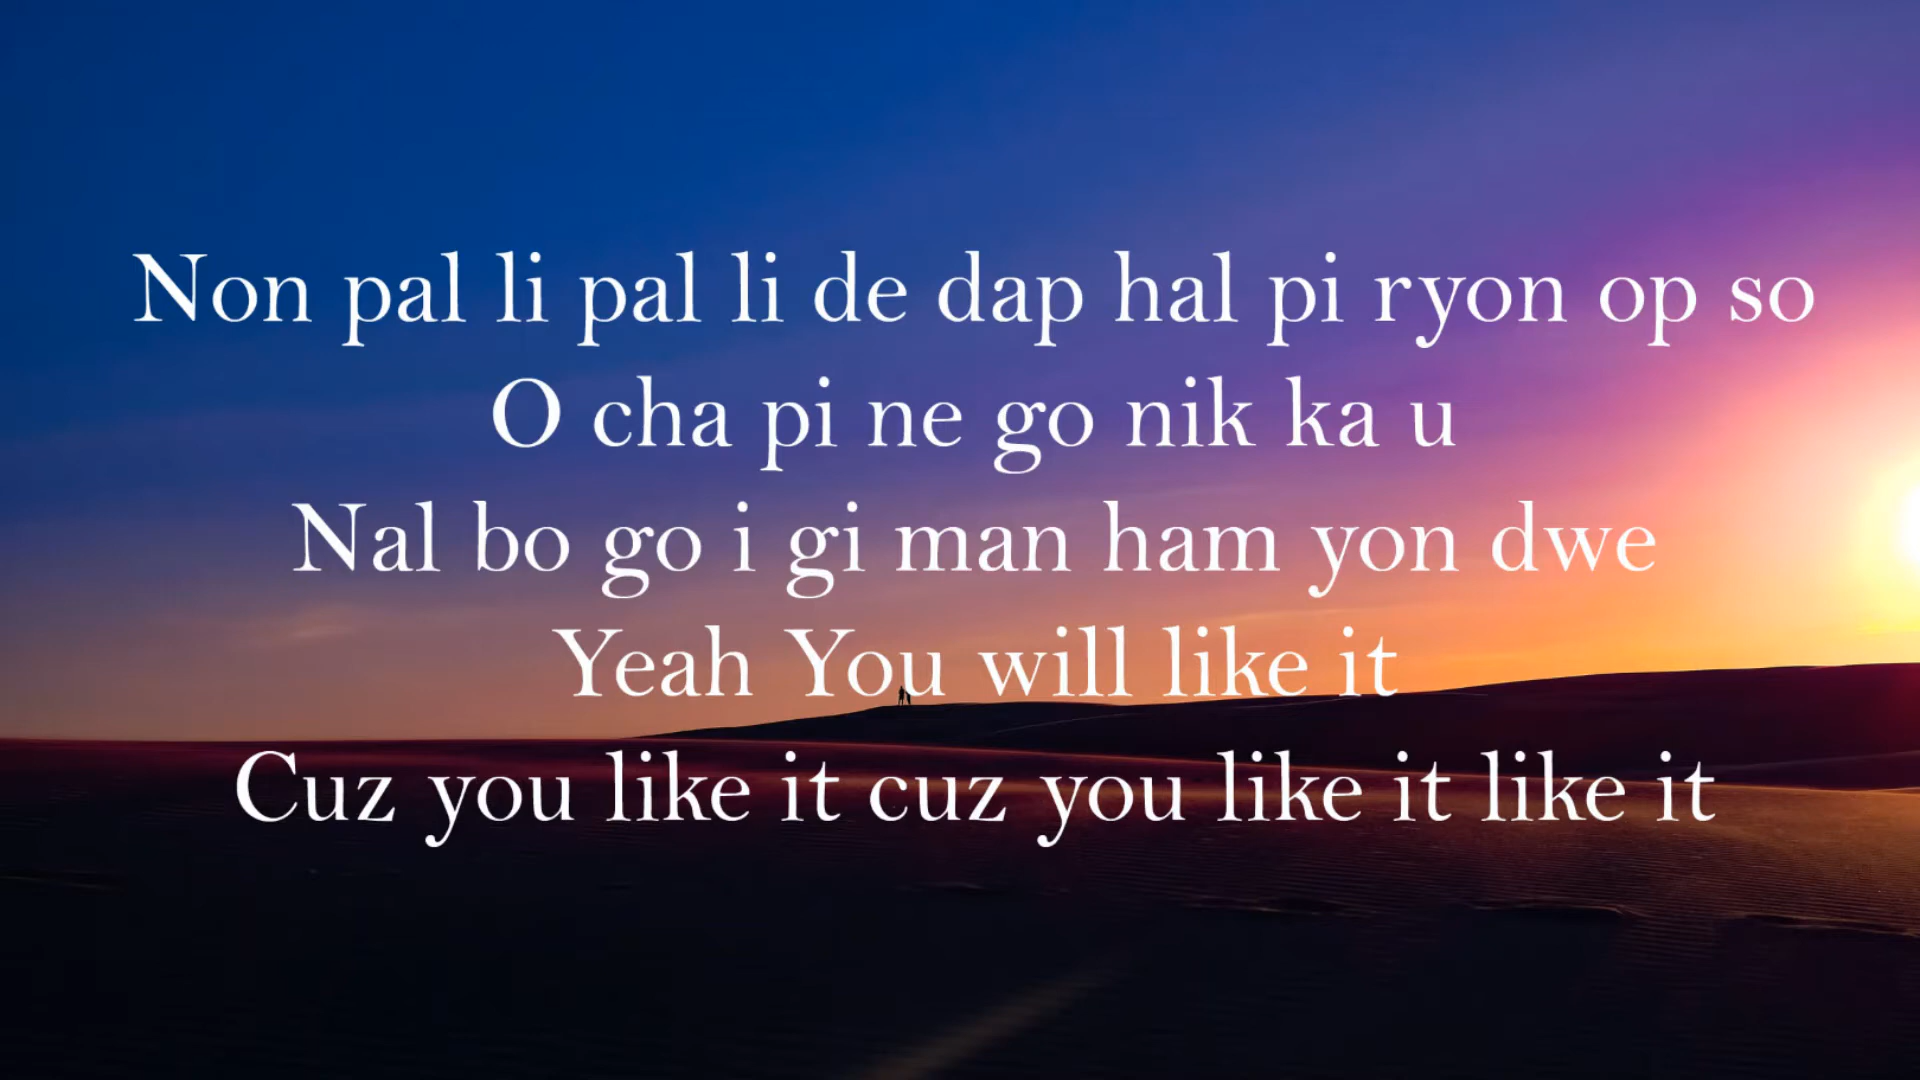 Non pal li pal li de dap hal pi ryon op so
O cha pi ne go nik ka u
Nal bo go i gi man ham yon dwe
Yeah You will like it
Cuz you like it cuz you like it like it